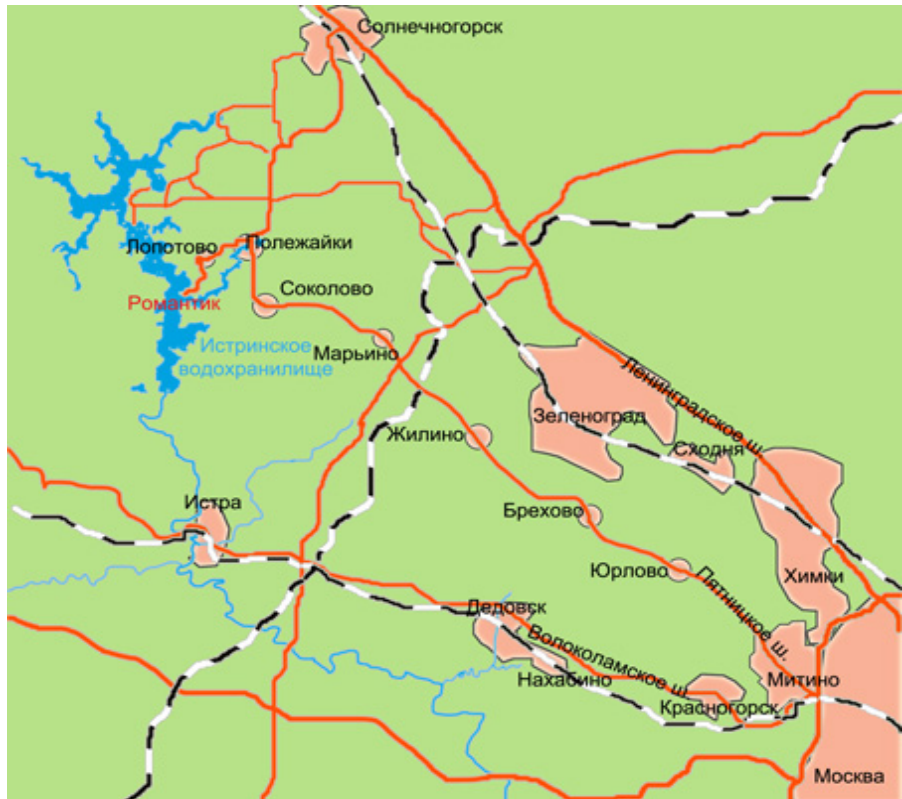 Солнечногорск
Лопотово
Полежайки
Соколово
Романтик
Истринское
водохранилище
Марьино
Ленинградское ш.
Зеленоград
Сходня
Жилино
Истра
Брехово
Юрлово
Пятницкое ш.
Химки
Дедовск
Волоколамское ш
Нахабино
Красногорск
Митино
Москва